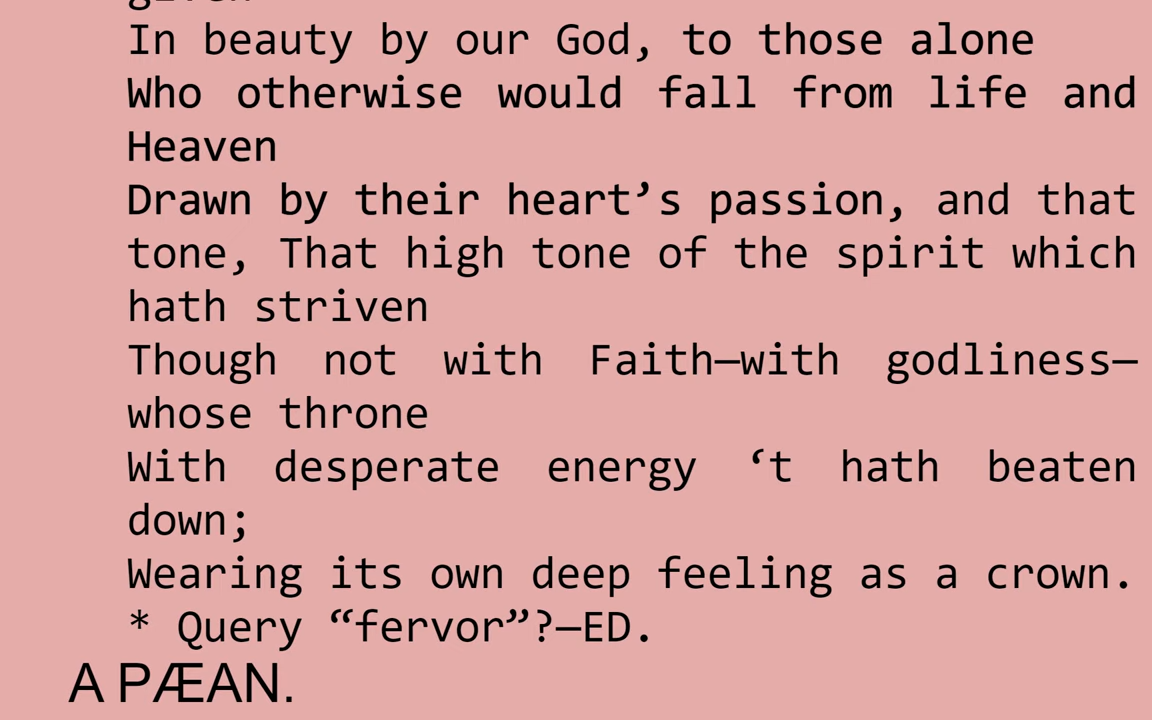 given
In beauty by our God, to those alone
Who otherwise would fall from life and
Heaven
Drawn by their heart’s passion, and that
tone, That high tone of the spirit which
hath striven
Though not with Faith—with godliness—
whose throne
With desperate energy ‘t hath beaten
down;
Wearing its own deep feeling as a crown.
* Query “fervor”?—ED.
A PÆAN.